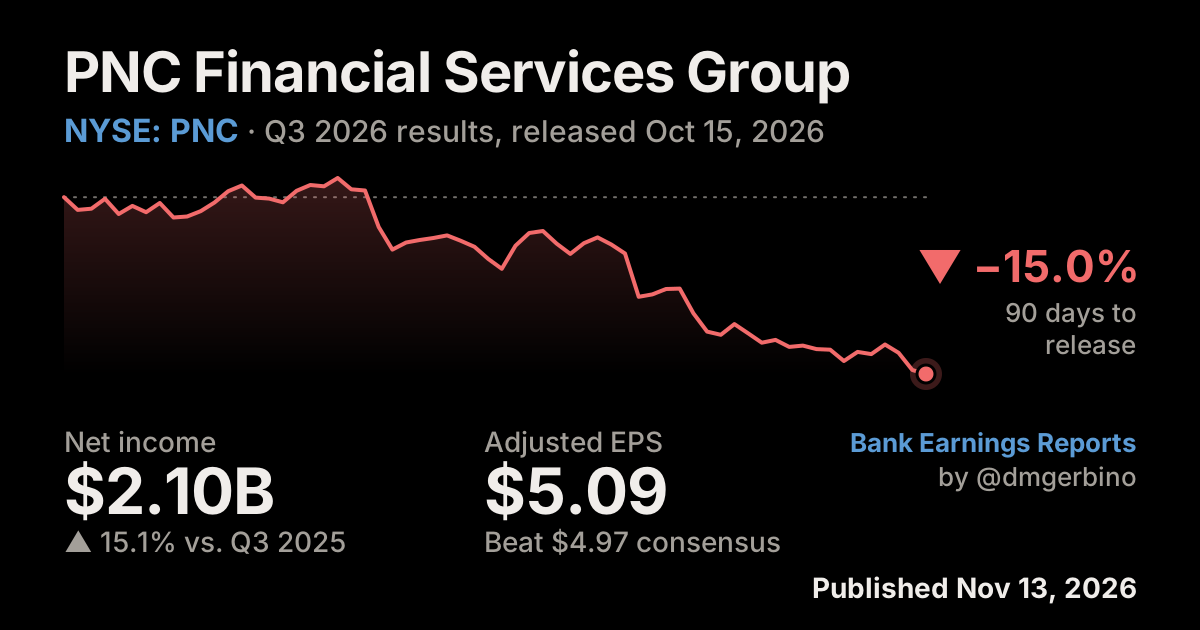 PNC Financial Services Group
NYSE: PNC · Q3 2026 results, released Oct 15, 2026
▼ −15.0%
90 days to
release
Net income
$2.10B
▲ 15.1% vs. Q3 2025
Adjusted EPS
$5.09
Beat $4.97 consensus
Bank Earnings Reports
by @dmgerbino
Published Nov 13, 2026